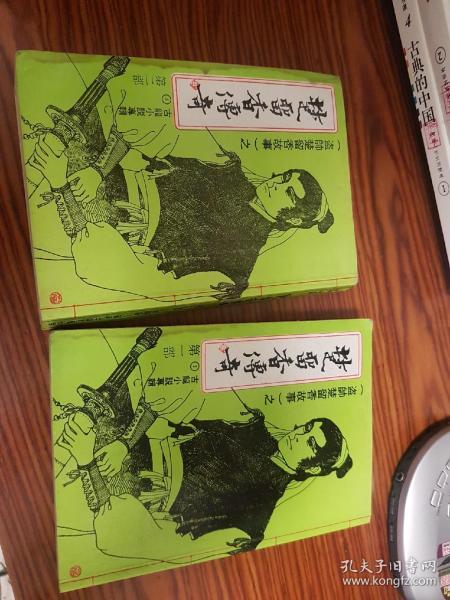 楚留香傳奇
(盜帥楚留香故事)之
①
古龍小說專輯
第一部
楚留香傳奇
(盜帥楚留香故事)之
①
古龍小說專輯
第一部
古典的中国
孔夫子旧书网
www.kongfz.com